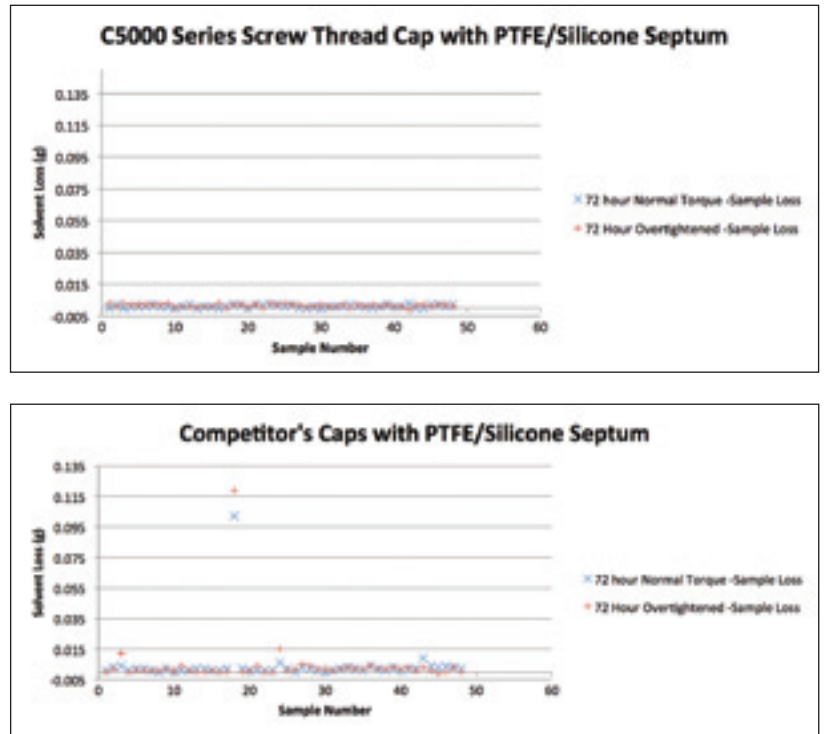 C5000 Series Screw Thread Cap with PTFE/Silicone Septum
0.135
0.115
0.095
0.075
0.055
0.035
0.015
-0.005
Solvent Loss (g)
0 10 20 30 40 50 60
Sample Number
72 hour Normal Torque -Sample Loss
72 Hour Overtightened -Sample Loss
Competitor's Caps with PTFE/Silicone Septum
0.135
0.115
0.095
0.075
0.055
0.035
0.015
-0.005
Solvent Loss (g)
0 10 20 30 40 50 60
Sample Number
72 hour Normal Torque -Sample Loss
72 Hour Overtightened -Sample Loss